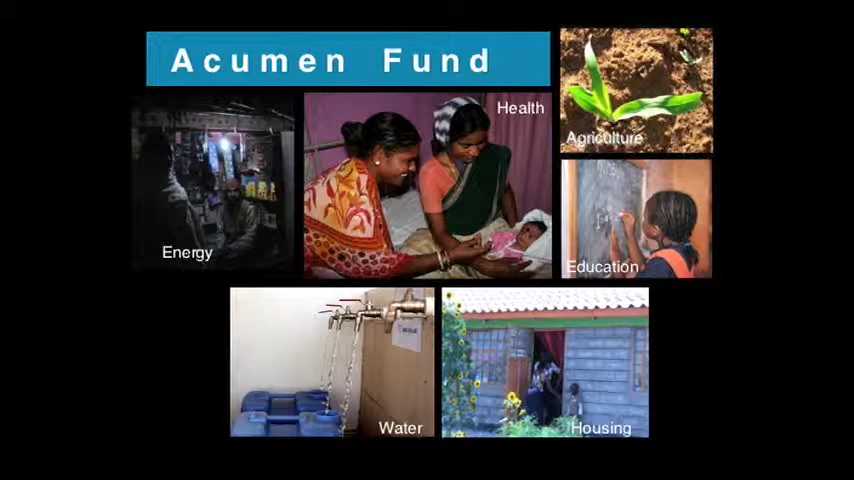 Acumen Fund
Health
Agriculture
Energy
Education
Water
Housing